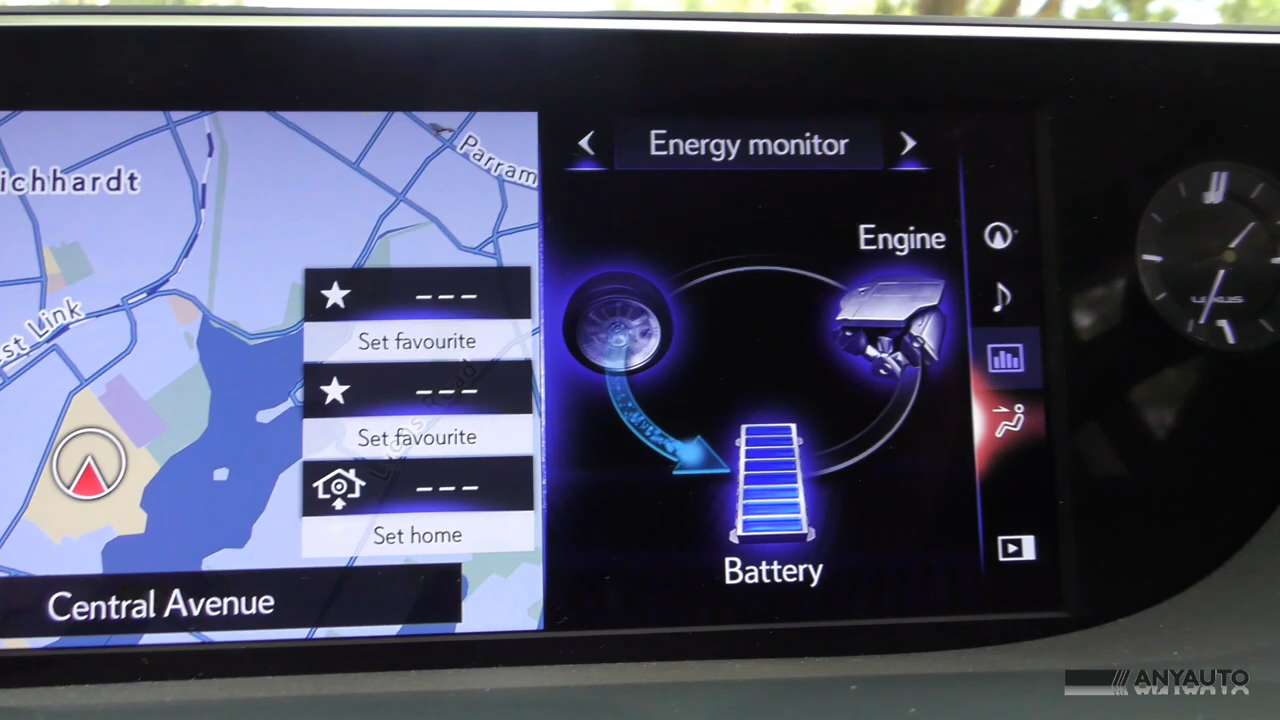 ichhardt
Parram
st Link
– – –
Set favourite
– – –
Set favourite
– – –
Set home
Central Avenue
Energy monitor
Engine
Battery
LEXUS
ANYAUTO